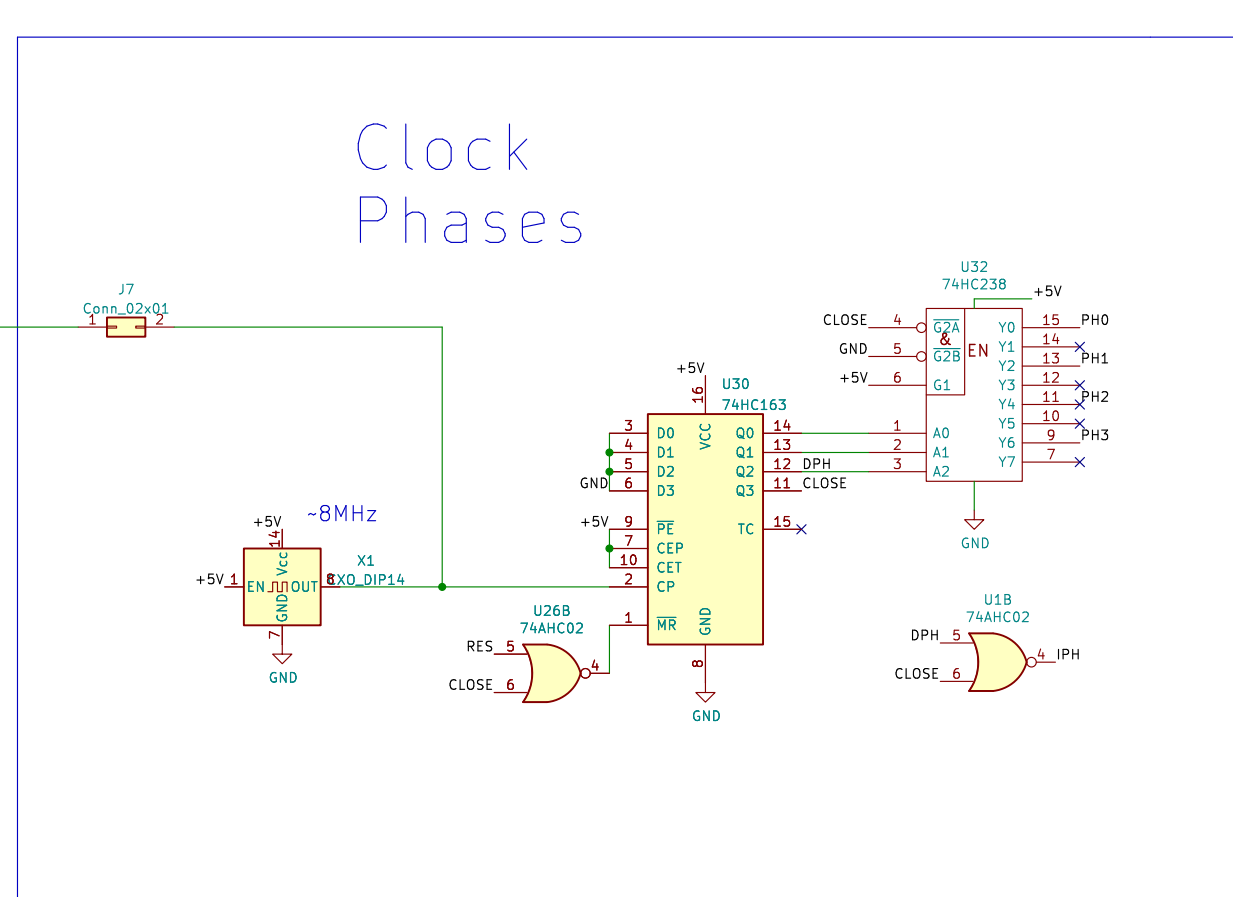 Clock
Phases
J7
Conn_02x01
1 2
~8MHz
+5V
14
Vcc
X1
CXO_DIP14
+5V 1 EN OUT 8
GND
7
GND
U26B
74AHC02
RES 5
CLOSE 6
4
+5V
16
VCC
U30
74HC163
3 D0 Q0 14
4 D1 Q1 13
5 D2 Q2 12 DPH
GND 6 D3 Q3 11 CLOSE
+5V 9 PE TC 15
7 CEP
10 CET
2 CP
1 MR
GND
8
GND
U32
74HC238
+5V
CLOSE 4 G2A
&
GND 5 G2B
EN
+5V 6 G1
1 A0
2 A1
3 A2
Y0 15 PH0
Y1 14
Y2 13 PH1
Y3 12
Y4 11 PH2
Y5 10
Y6 9 PH3
Y7 7
GND
U1B
74AHC02
DPH 5
CLOSE 6
4 IPH